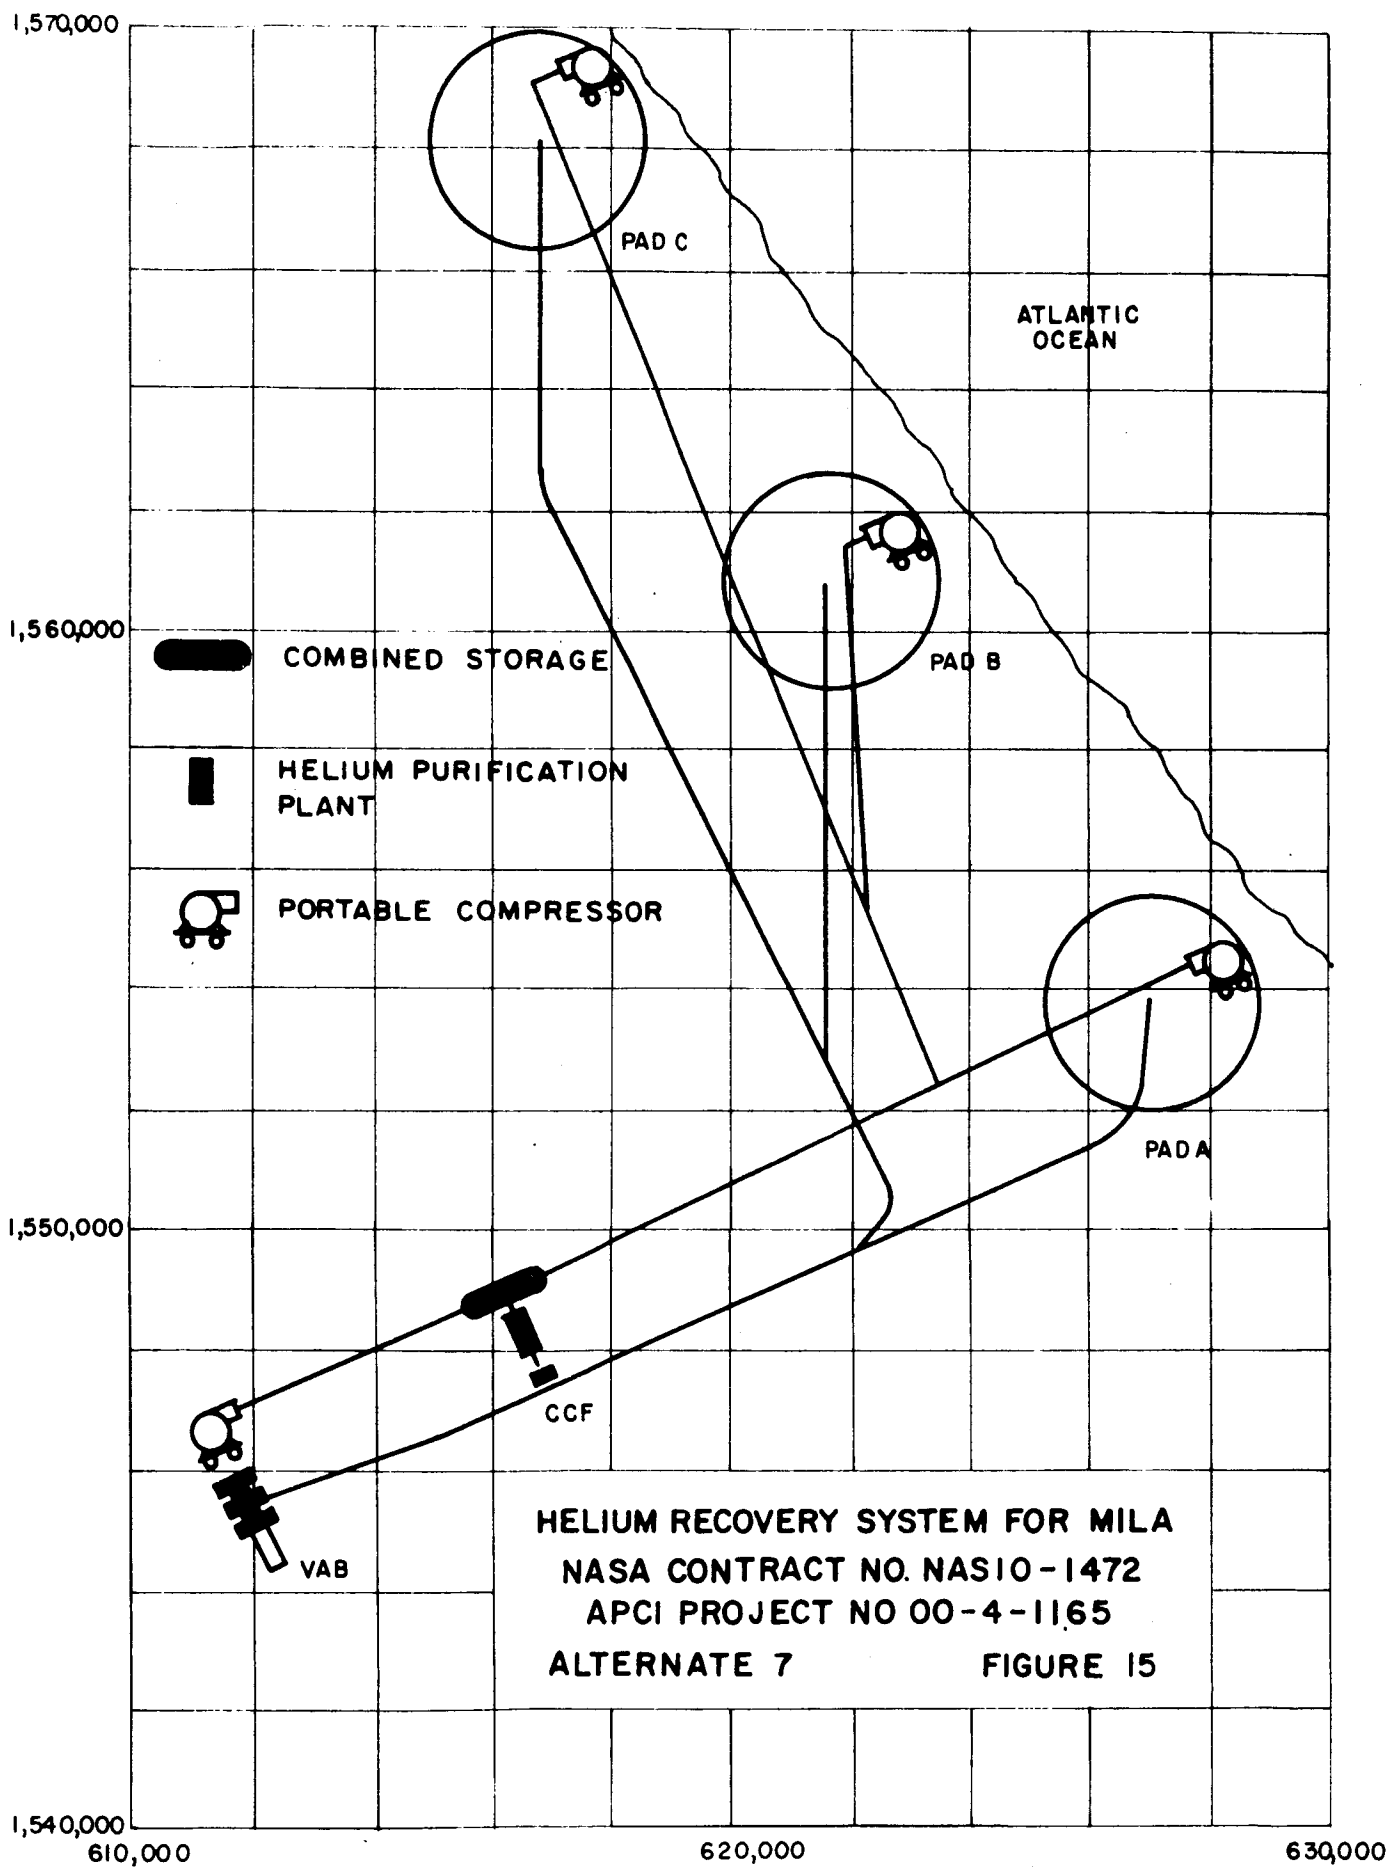 1,570,000
PAD C
ATLANTIC
OCEAN
1,560,000
COMBINED STORAGE
PAD B
HELIUM PURIFICATION
PLANT
PORTABLE COMPRESSOR
PAD A
1,550,000
CCF
HELIUM RECOVERY SYSTEM FOR MILA
NASA CONTRACT NO. NAS10-1472
VAB
APCI PROJECT NO 00-4-1165
ALTERNATE 7 FIGURE 15
1,540,000
610,000 620,000 630,000